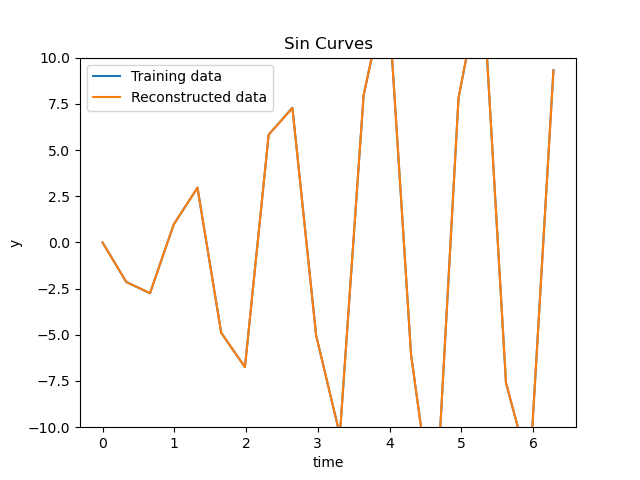 Sin Curves
Training data
Reconstructed data
10.0
7.5
5.0
2.5
0.0
−2.5
−5.0
−7.5
−10.0
y
0 1 2 3 4 5 6
time